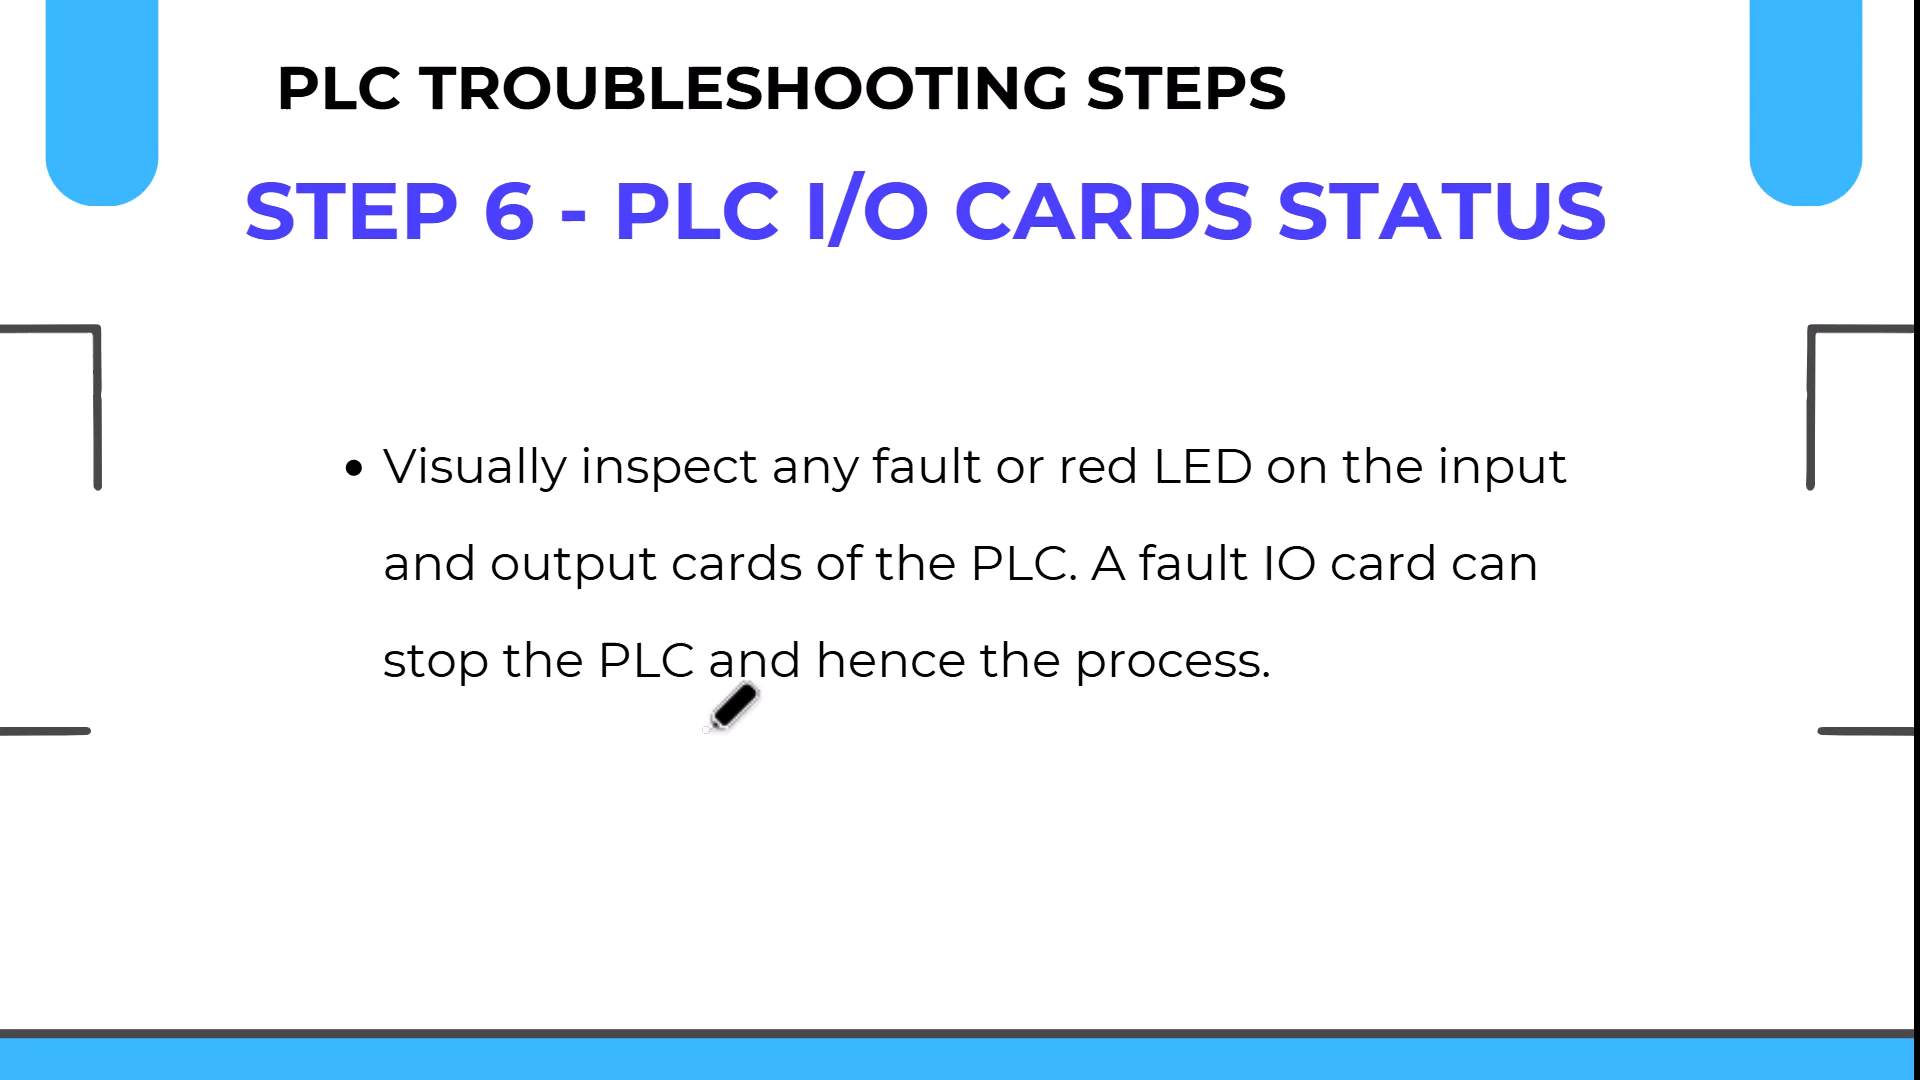 PLC TROUBLESHOOTING STEPS
STEP 6 - PLC I/O CARDS STATUS
• Visually inspect any fault or red LED on the input
and output cards of the PLC. A fault IO card can
stop the PLC and hence the process.